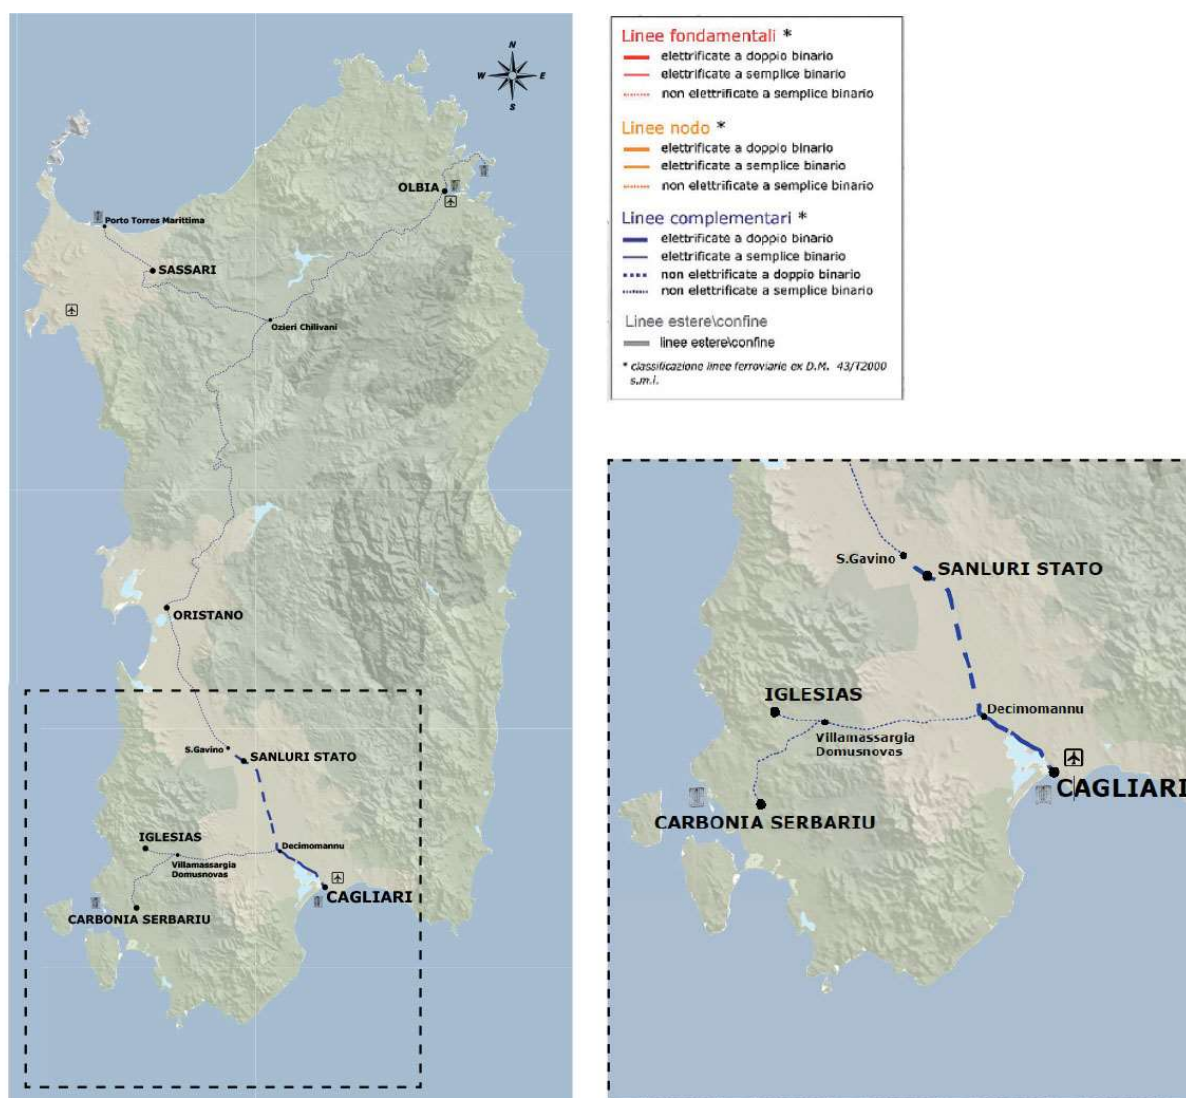 N
W
E
S
OLBIA
Porto Torres Marittima
SASSARI
Ozieri Chilivani
ORISTANO
S.Gavino
SANLURI STATO
IGLESIAS
Decimomannu
Villamassargia
Domusnovas
CAGLIARI
CARBONIA SERBARIU
Linee fondamentali *
elettrificate a doppio binario
elettrificate a semplice binario
non elettrificate a semplice binario
Linee nodo *
elettrificate a doppio binario
elettrificate a semplice binario
non elettrificate a semplice binario
Linee complementari *
elettrificate a doppio binario
elettrificate a semplice binario
non elettrificate a doppio binario
non elettrificate a semplice binario
Linee estere\confine
linee estere\confine
* classificazione linee ferroviarie ex D.M. 43/T2000
s.m.i.
S.Gavino
SANLURI STATO
IGLESIAS
Decimomannu
Villamassargia
Domusnovas
CAGLIARI
CARBONIA SERBARIU